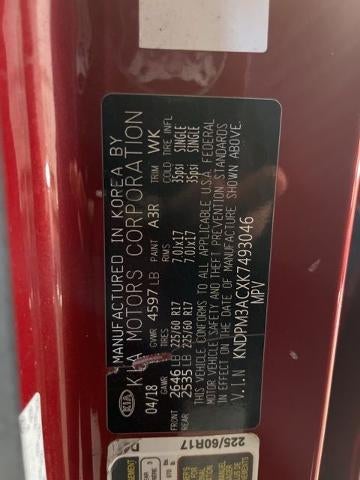 MANUFACTURED IN KOREA BY
KIA KIA MOTORS CORPORATION
04/18 GVWR 4597 LB PAINT A3R TRIM WK
GAWR TIRES RIMS COLD TIRE INFL
FRONT 2646 LB 225/60 R17 7.0Jx17 35psi SINGLE
REAR 2535 LB 225/60 R17 7.0Jx17 35psi SINGLE
THIS VEHICLE CONFORMS TO ALL APPLICABLE U.S.A. FEDERAL
MOTOR VEHICLE SAFETY AND THEFT PREVENTION STANDARDS
IN EFFECT ON THE DATE OF MANUFACTURE SHOWN ABOVE.
V.I.N KNDPM3ACXK7493046
MPV
225/60R17